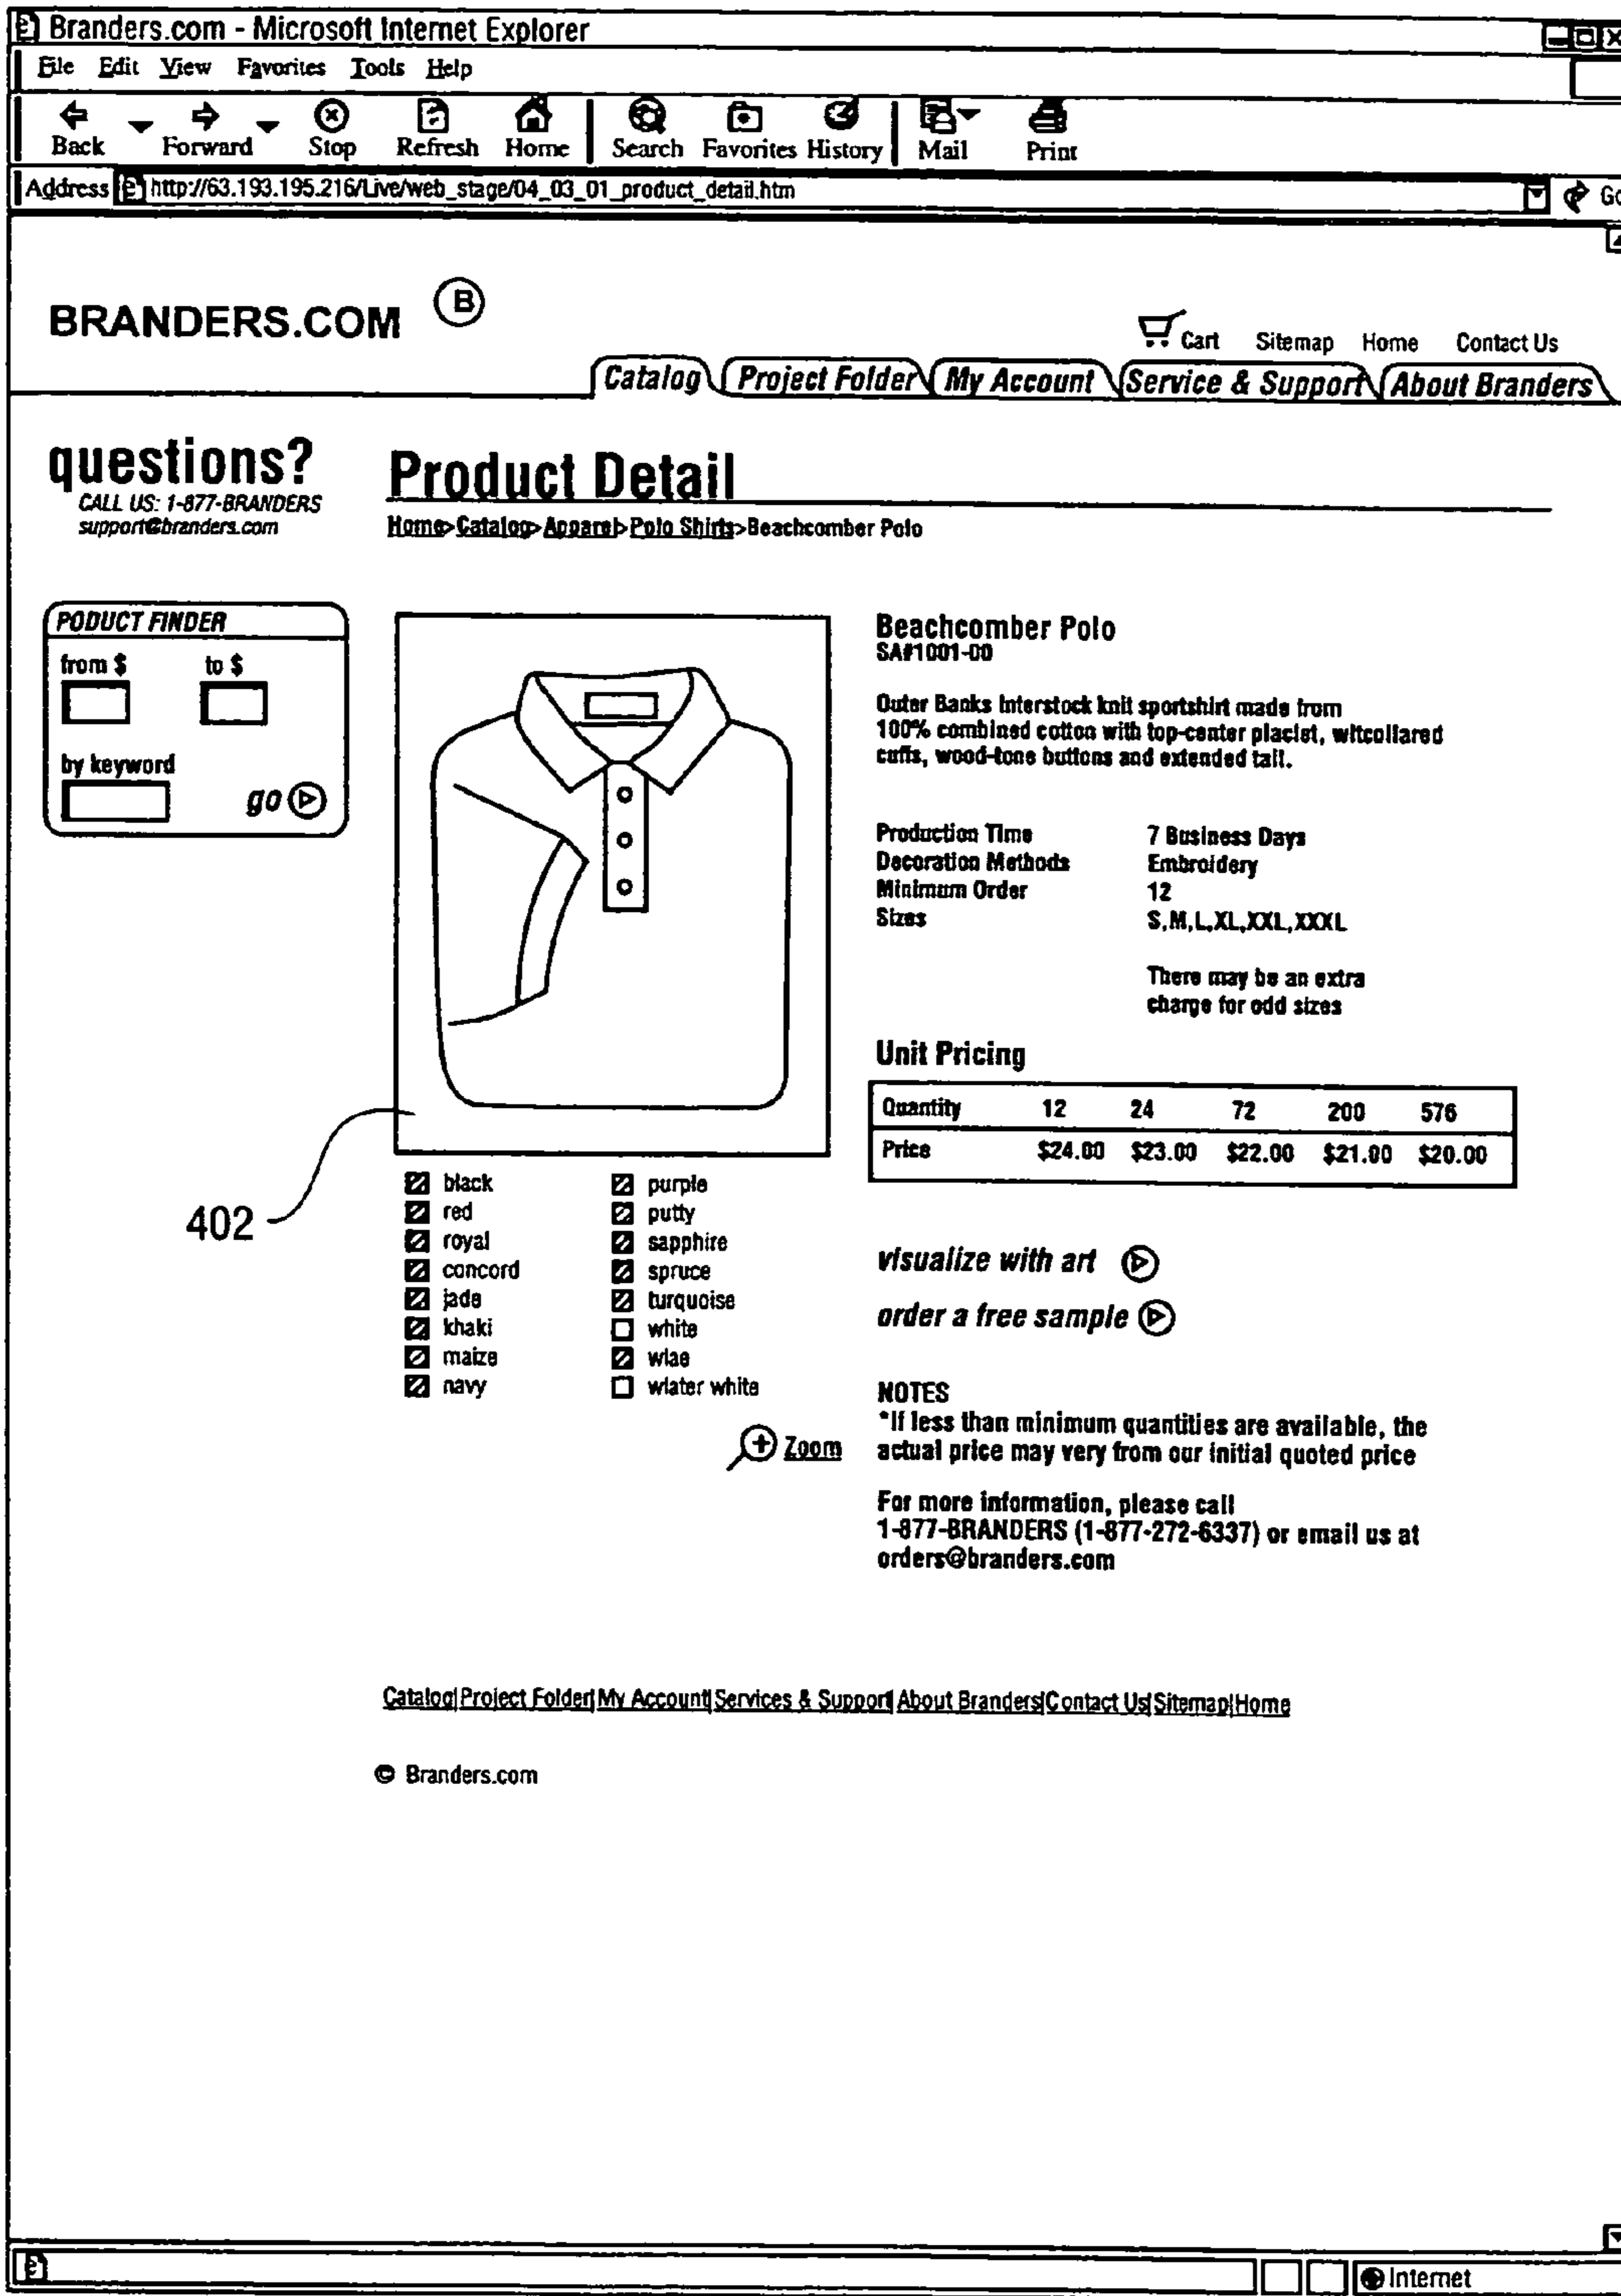 Branders.com - Microsoft Internet Explorer
File Edit View Favorites Tools Help
Back Forward Stop Refresh Home Search Favorites History Mail Print
Address http://63.193.195.216/Live/web_stage/04_03_01_product_detail.htm Go
BRANDERS.COM B
Cart Sitemap Home Contact Us
Catalog Project Folder My Account Service & Support About Branders
questions?
CALL US: 1-877-BRANDERS
support@branders.com
Product Detail
Home>Catalog>Apparel>Polo Shirts>Beachcomber Polo
PODUCT FINDER
from $ to $
by keyword
go
Beachcomber Polo
SA#1001-00
Outer Banks Interstock knit sportshirt made from
100% combined cotton with top-center placlet, witcollared
cuffs, wood-tone buttons and extended tail.
Production Time 7 Business Days
Decoration Methods Embroidery
Minimum Order 12
Sizes S,M,L,XL,XXL,XXXL
There may be an extra
charge for odd sizes
Unit Pricing
Quantity 12 24 72 200 576
Price $24.00 $23.00 $22.00 $21.00 $20.00
402
black purple
red putty
royal sapphire
concord spruce
jade turquoise
khaki white
maize wiae
navy wiater white
Zoom
visualize with art
order a free sample
NOTES
*If less than minimum quantities are available, the
actual price may very from our initial quoted price
For more information, please call
1-877-BRANDERS (1-877-272-6337) or email us at
orders@branders.com
Catalog|Project Folder|My Account|Services & Support|About Branders|Contact Us|Sitemap|Home
© Branders.com
Internet